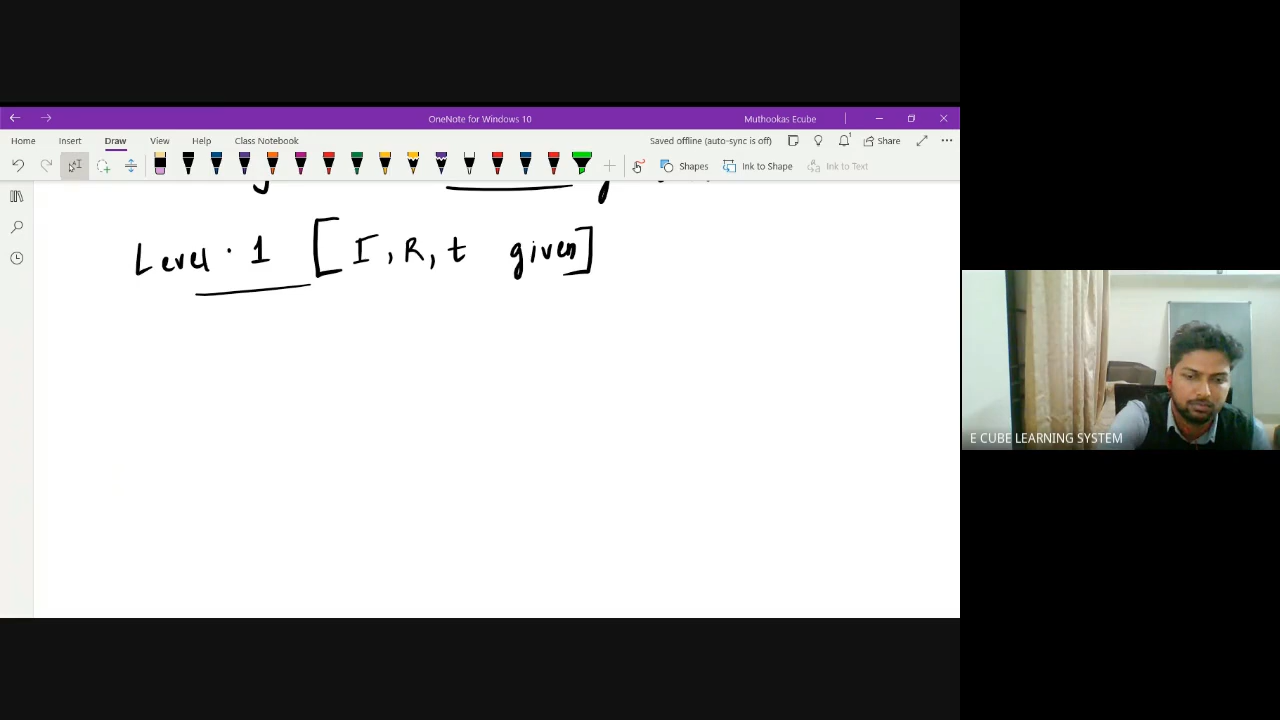 OneNote for Windows 10
Muthookas Ecube
Home Insert Draw View Help Class Notebook
Saved offline (auto-sync is off)
Share
Shapes
Ink to Shape
Ink to Text
Level · 1 [I, R, t given]
E CUBE LEARNING SYSTEM